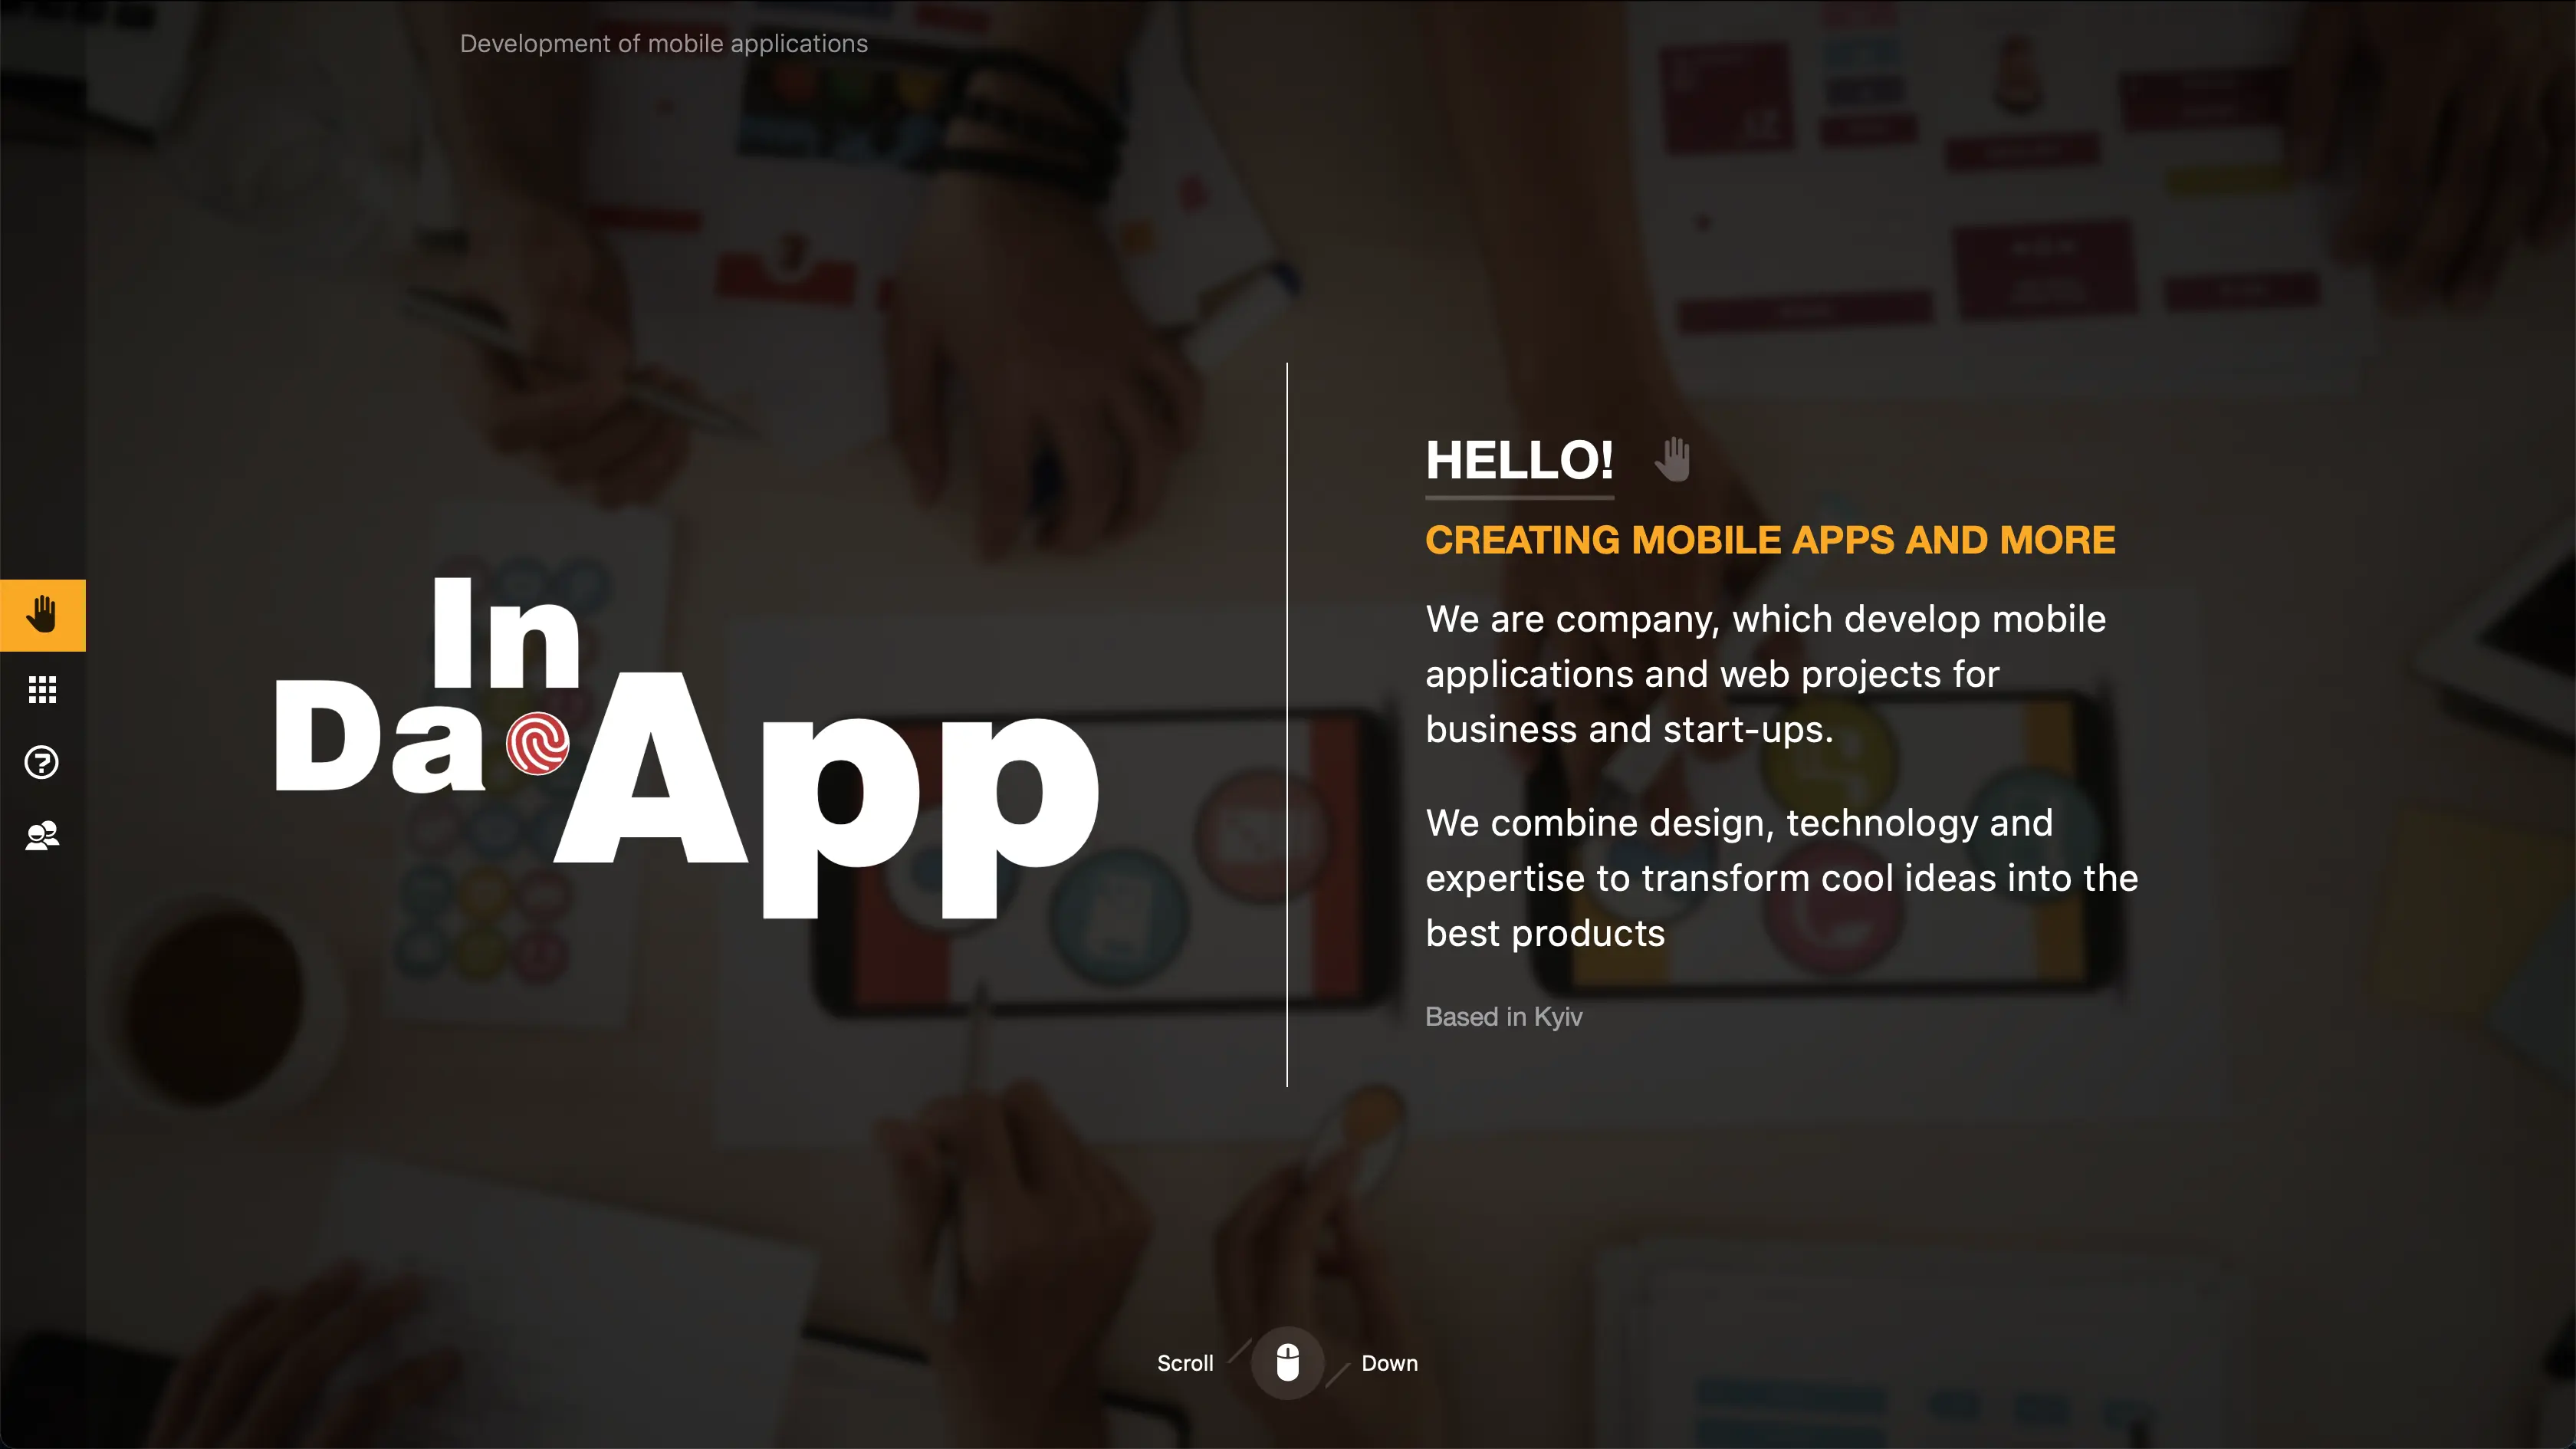 Development of mobile applications
In
Da App
HELLO!
CREATING MOBILE APPS AND MORE
We are company, which develop mobile
applications and web projects for
business and start-ups.
We combine design, technology and
expertise to transform cool ideas into the
best products
Based in Kyiv
Scroll Down